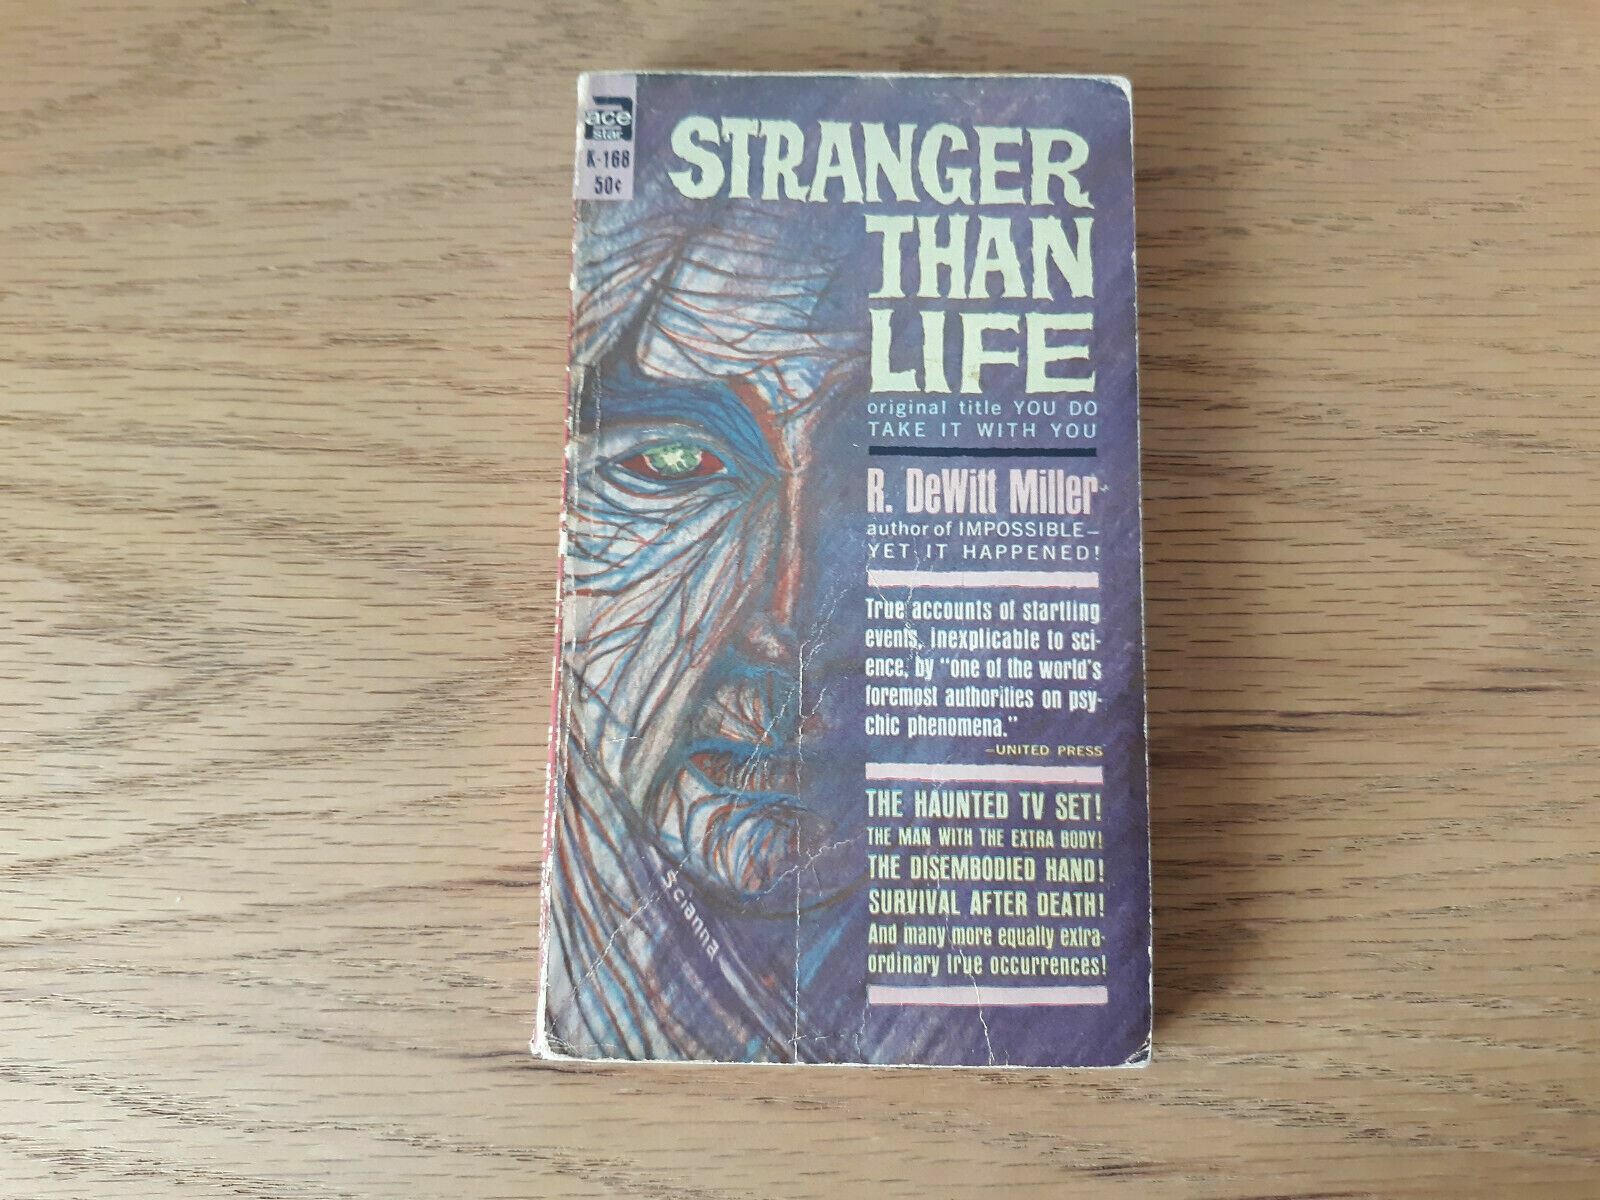 ace
star
K-168
50¢
STRANGER
THAN
LIFE
original title YOU DO
TAKE IT WITH YOU
R. DeWitt Miller
author of IMPOSSIBLE—
YET IT HAPPENED!
True accounts of startling
events, inexplicable to sci-
ence, by "one of the world's
foremost authorities on psy-
chic phenomena."
—UNITED PRESS
THE HAUNTED TV SET!
THE MAN WITH THE EXTRA BODY!
THE DISEMBODIED HAND!
SURVIVAL AFTER DEATH!
And many more equally extra-
ordinary true occurrences!
Scianna